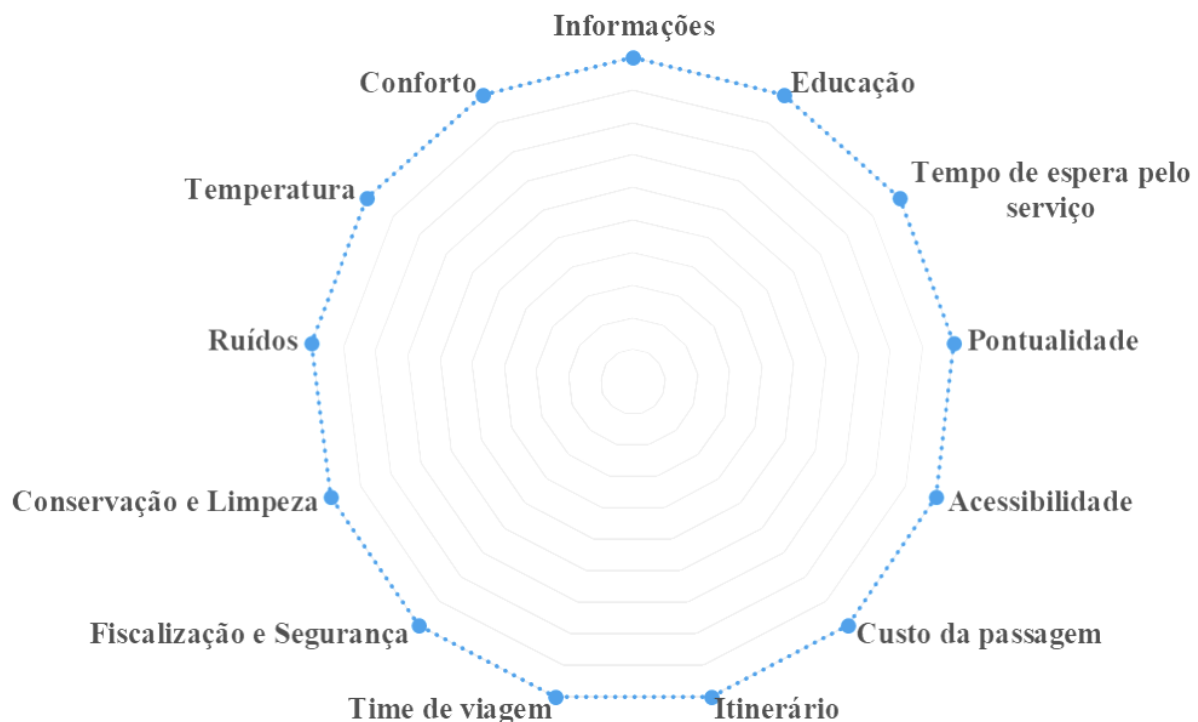 Informações
Educação
Tempo de espera pelo
serviço
Pontualidade
Acessibilidade
Custo da passagem
Itinerário
Time de viagem
Fiscalização e Segurança
Conservação e Limpeza
Ruídos
Temperatura
Conforto